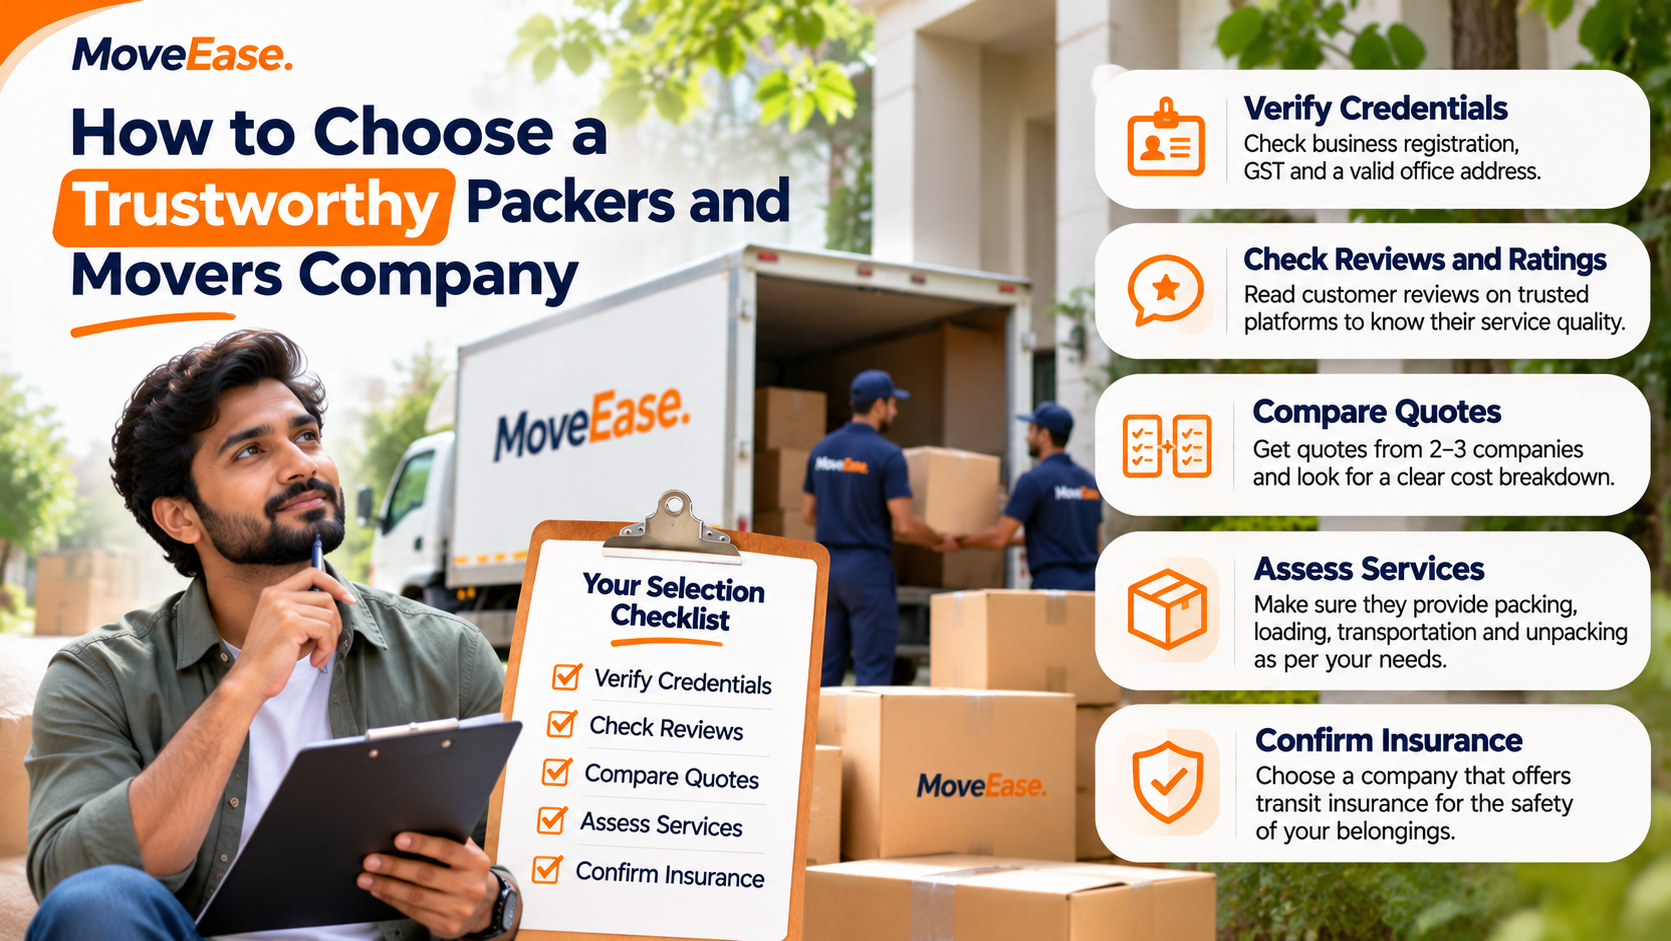 MoveEase.
How to Choose a
Trustworthy Packers and
Movers Company
MoveEase.
MoveEase.
MoveEase.
Your Selection
Checklist
Verify Credentials
Check Reviews
Compare Quotes
Assess Services
Confirm Insurance
MoveEase.
Verify Credentials
Check business registration,
GST and a valid office address.
Check Reviews and Ratings
Read customer reviews on trusted
platforms to know their service quality.
Compare Quotes
Get quotes from 2–3 companies
and look for a clear cost breakdown.
Assess Services
Make sure they provide packing,
loading, transportation and unpacking
as per your needs.
Confirm Insurance
Choose a company that offers
transit insurance for the safety
of your belongings.